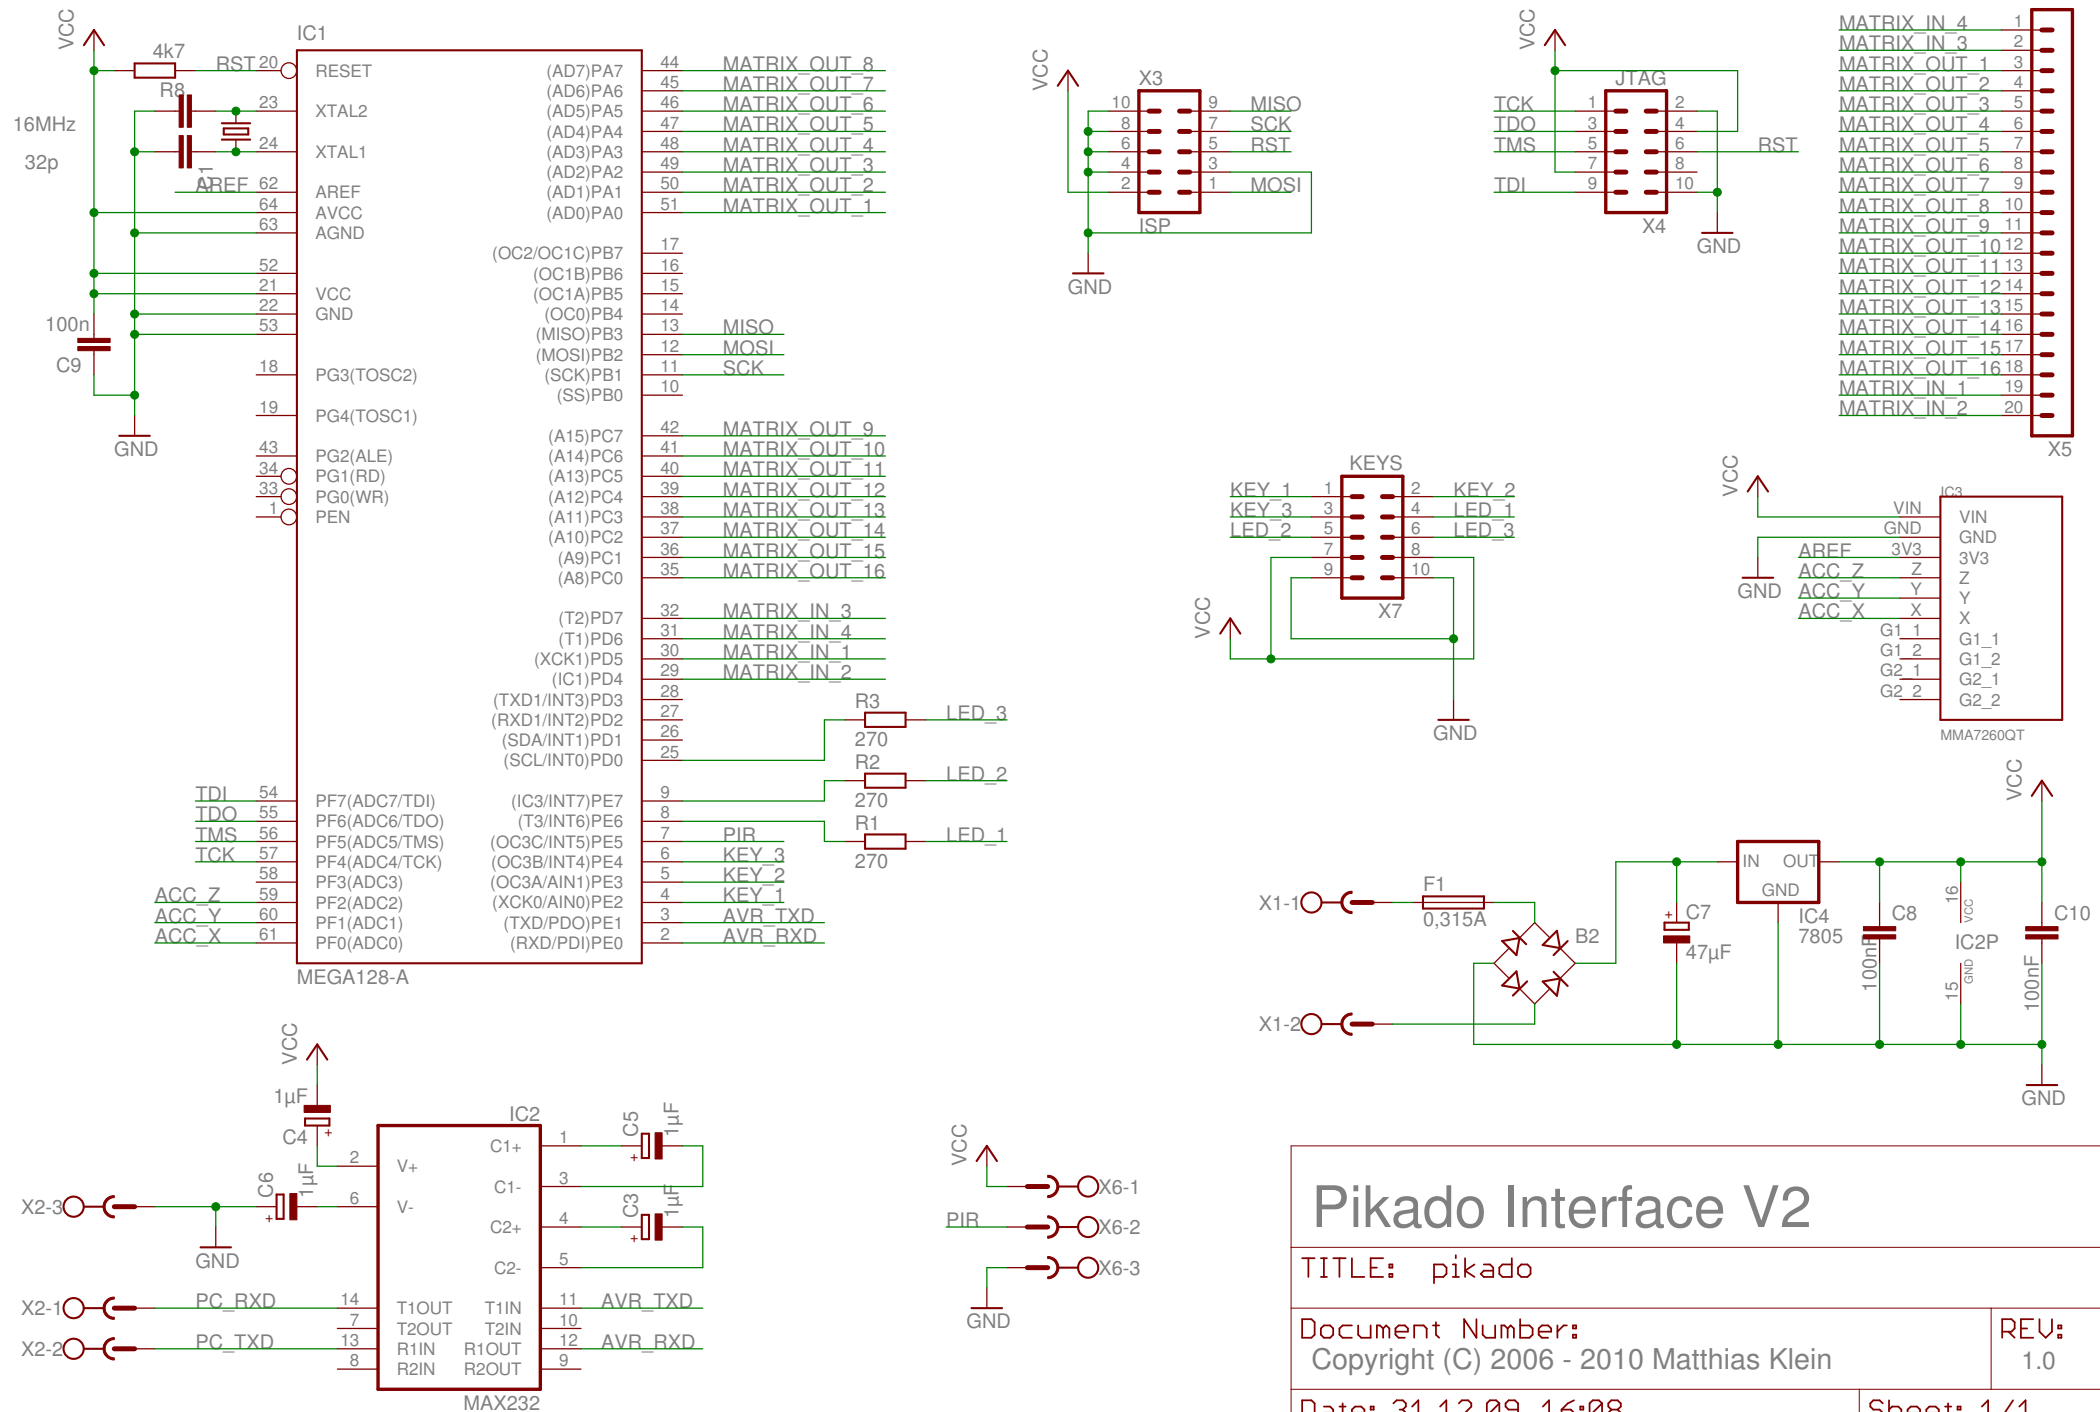 VCC
4k7
R8
16MHz
32p
100n
C9
GND
AREF
IC1
RST 20 RESET
23 XTAL2
24 XTAL1
62 AREF
64 AVCC
63 AGND
52
21 VCC
22 GND
53
18 PG3(TOSC2)
19 PG4(TOSC1)
43 PG2(ALE)
34 PG1(RD)
33 PG0(WR)
1 PEN
TDI 54 PF7(ADC7/TDI)
TDO 55 PF6(ADC6/TDO)
TMS 56 PF5(ADC5/TMS)
TCK 57 PF4(ADC4/TCK)
58 PF3(ADC3)
ACC_Z 59 PF2(ADC2)
ACC_Y 60 PF1(ADC1)
ACC_X 61 PF0(ADC0)
(AD7)PA7 44 MATRIX_OUT_8
(AD6)PA6 45 MATRIX_OUT_7
(AD5)PA5 46 MATRIX_OUT_6
(AD4)PA4 47 MATRIX_OUT_5
(AD3)PA3 48 MATRIX_OUT_4
(AD2)PA2 49 MATRIX_OUT_3
(AD1)PA1 50 MATRIX_OUT_2
(AD0)PA0 51 MATRIX_OUT_1
(OC2/OC1C)PB7 17
(OC1B)PB6 16
(OC1A)PB5 15
(OC0)PB4 14
(MISO)PB3 13 MISO
(MOSI)PB2 12 MOSI
(SCK)PB1 11 SCK
(SS)PB0 10
(A15)PC7 42 MATRIX_OUT_9
(A14)PC6 41 MATRIX_OUT_10
(A13)PC5 40 MATRIX_OUT_11
(A12)PC4 39 MATRIX_OUT_12
(A11)PC3 38 MATRIX_OUT_13
(A10)PC2 37 MATRIX_OUT_14
(A9)PC1 36 MATRIX_OUT_15
(A8)PC0 35 MATRIX_OUT_16
(T2)PD7 32 MATRIX_IN_3
(T1)PD6 31 MATRIX_IN_4
(XCK1)PD5 30 MATRIX_IN_1
(IC1)PD4 29 MATRIX_IN_2
(TXD1/INT3)PD3 28
(RXD1/INT2)PD2 27
(SDA/INT1)PD1 26
(SCL/INT0)PD0 25
(IC3/INT7)PE7 9
(T3/INT6)PE6 8
(OC3C/INT5)PE5 7 PIR
(OC3B/INT4)PE4 6 KEY_3
(OC3A/AIN1)PE3 5 KEY_2
(XCK0/AIN0)PE2 4 KEY_1
(TXD/PDO)PE1 3 AVR_TXD
(RXD/PDI)PE0 2 AVR_RXD
MEGA128-A
R3 LED_3
270
R2 LED_2
270
R1 LED_1
270
VCC
X3
10 9 MISO
8 7 SCK
6 5 RST
4 3
2 1 MOSI
ISP
GND
VCC
JTAG
TCK 1 2
TDO 3 4
TMS 5 6 RST
7 8
TDI 9 10
X4
GND
MATRIX_IN_4 1
MATRIX_IN_3 2
MATRIX_OUT_1 3
MATRIX_OUT_2 4
MATRIX_OUT_3 5
MATRIX_OUT_4 6
MATRIX_OUT_5 7
MATRIX_OUT_6 8
MATRIX_OUT_7 9
MATRIX_OUT_8 10
MATRIX_OUT_9 11
MATRIX_OUT_10 12
MATRIX_OUT_11 13
MATRIX_OUT_12 14
MATRIX_OUT_13 15
MATRIX_OUT_14 16
MATRIX_OUT_15 17
MATRIX_OUT_16 18
MATRIX_IN_1 19
MATRIX_IN_2 20
X5
KEYS
KEY_1 1 2 KEY_2
KEY_3 3 4 LED_1
LED_2 5 6 LED_3
7 8
9 10
X7
VCC
GND
VCC
GND
IC3
VIN VIN
GND GND
AREF 3V3 3V3
ACC_Z Z Z
ACC_Y Y Y
ACC_X X X
G1_1 G1_1
G1_2 G1_2
G2_1 G2_1
G2_2 G2_2
MMA7260QT
VCC
X1-1
F1
0,315A
B2
X1-2
C7
47µF
IN OUT
GND
IC4
7805
C8
100nF
16 VCC
IC2P
15 GND
C10
100nF
GND
VCC
1µF
C4
C6
1µF
X2-3
GND
X2-1 PC_RXD
X2-2 PC_TXD
IC2
2 V+ C1+ 1
6 V- C1- 3
C2+ 4
C2- 5
14 T1OUT T1IN 11 AVR_TXD
7 T2OUT T2IN 10
13 R1IN R1OUT 12 AVR_RXD
8 R2IN R2OUT 9
MAX232
C5
1µF
C3
1µF
VCC
X6-1
PIR X6-2
X6-3
GND
Pikado Interface V2
TITLE: pikado
Document Number:
Copyright (C) 2006 - 2010 Matthias Klein
REV:
1.0
Date: 31.12.09 16:08
Sheet: 1/1